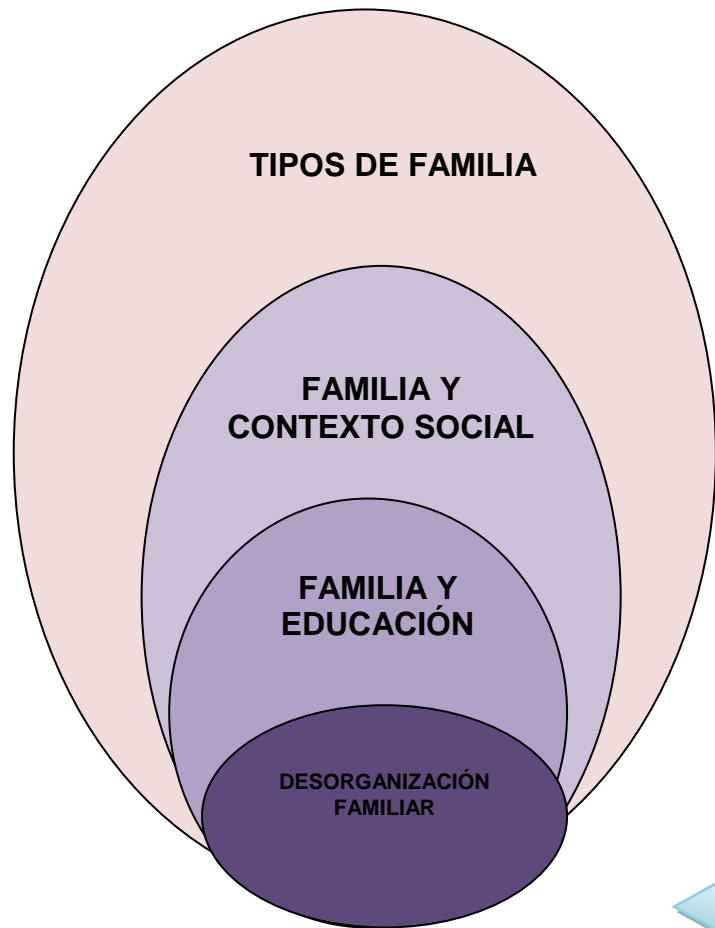 TIPOS DE FAMILIA
FAMILIA Y
CONTEXTO SOCIAL
FAMILIA Y
EDUCACIÓN
DESORGANIZACIÓN
FAMILIAR